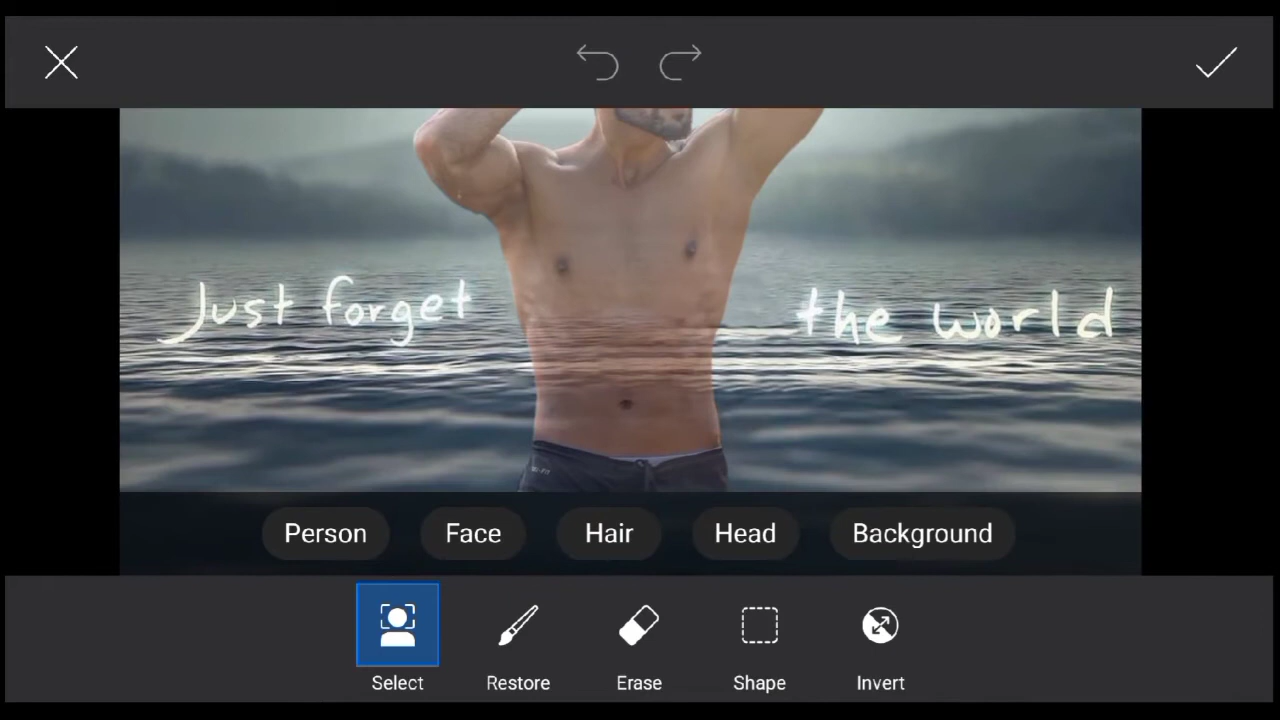 Just forget the world
Person Face Hair Head Background
Select Restore Erase Shape Invert